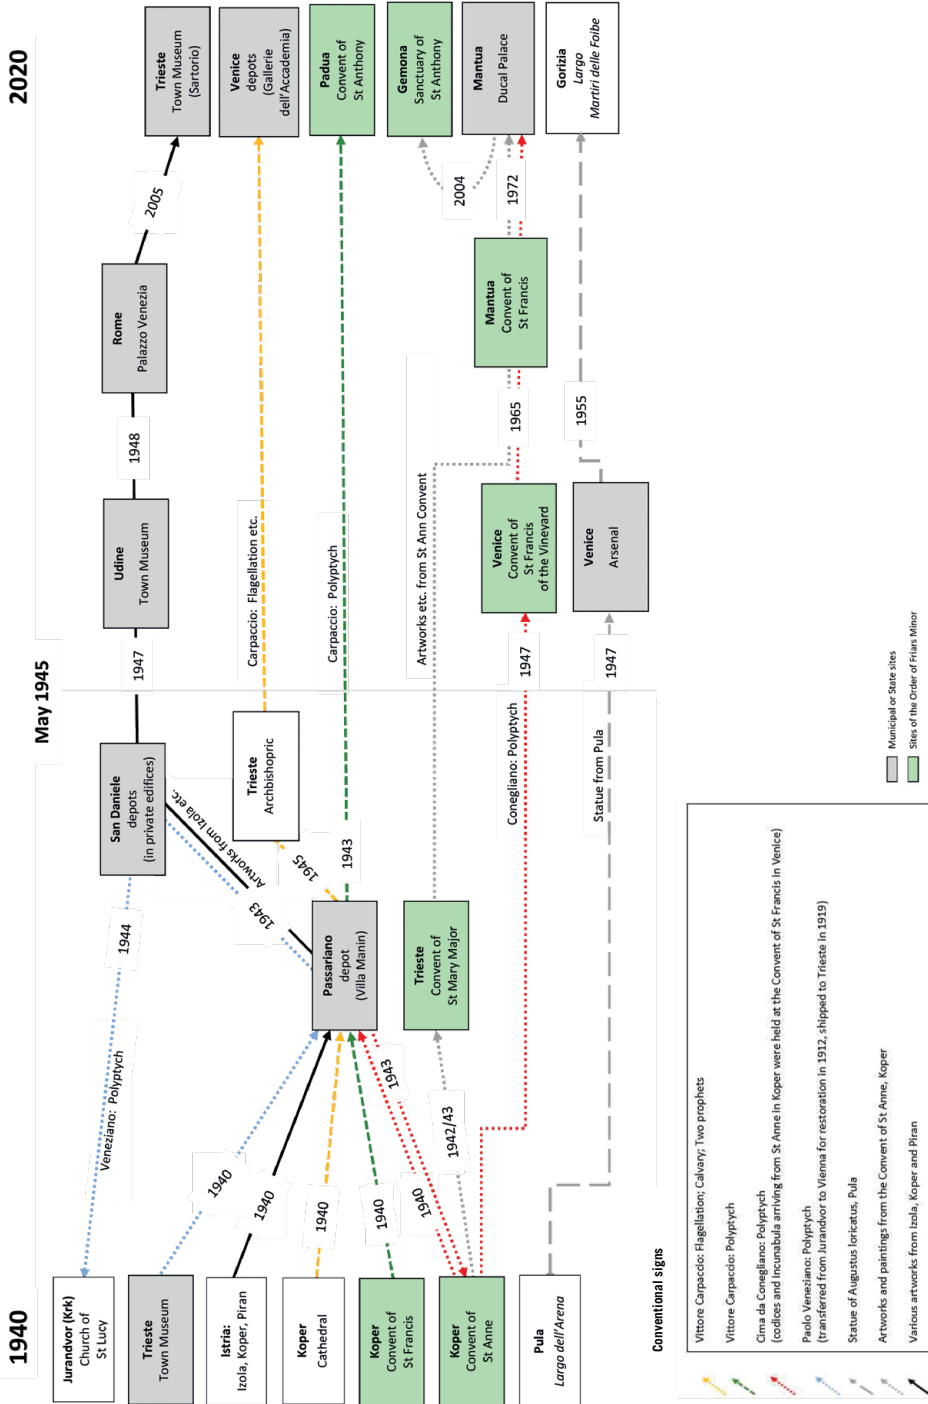 1940
May 1945
2020
Jurandvor (Krk)
Church of
St Lucy
Trieste
Town Museum
Istria:
Izola, Koper, Piran
Koper
Cathedral
Koper
Convent of
St Francis
Koper
Convent of
St Anne
Pula
Largo dell'Arena
Veneziano: Polyptych
1944
1940
1940
1940
1940
1940
1943
1942/43
Passariano
depot
(Villa Manin)
Trieste
Convent of
St Mary Major
San Daniele
depots
(in private edifices)
Artworks from Izola etc.
1943
1945
1943
Trieste
Archbishopric
Conegliano: Polyptych
Statue from Pula
1947
1947
1947
Carpaccio: Flagellation etc.
Carpaccio: Polyptych
Artworks etc. from St Ann Convent
Udine
Town Museum
1948
Rome
Palazzo Venezia
2005
Venice
Convent of
St Francis
of the Vineyard
Venice
Arsenal
1965
1955
Mantua
Convent of
St Francis
1972
2004
Trieste
Town Museum
(Sartorio)
Venice
depots
(Gallerie
dell'Accademia)
Padua
Convent of
St Anthony
Gemona
Sanctuary of
St Anthony
Mantua
Ducal Palace
Gorizia
Largo
Martiri delle Foibe
Conventional signs
Vittore Carpaccio: Flagellation; Calvary; Two prophets
Vittore Carpaccio: Polyptych
Cima da Conegliano: Polyptych
(codices and incunabula arriving from St Anne in Koper were held at the Convent of St Francis in Venice)
Paolo Veneziano: Polyptych
(transferred from Jurandvor to Vienna for restoration in 1912, shipped to Trieste in 1919)
Statue of Augustus loricatus, Pula
Artworks and paintings from the Convent of St Anne, Koper
Various artworks from Izola, Koper and Piran
Municipal or State sites
Sites of the Order of Friars Minor